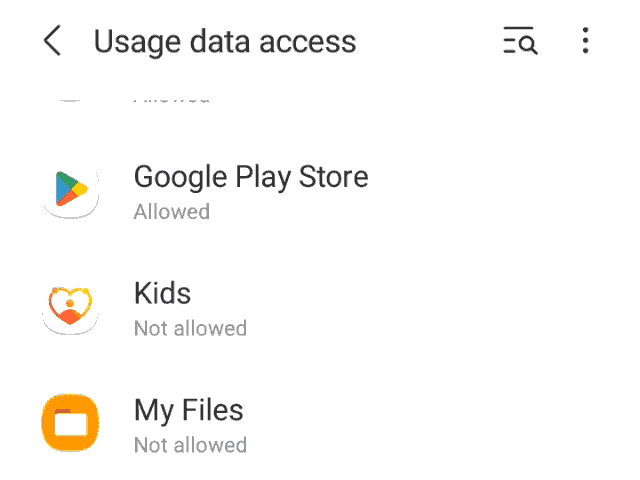 Usage data access
Allowed
Google Play Store
Allowed
Kids
Not allowed
My Files
Not allowed